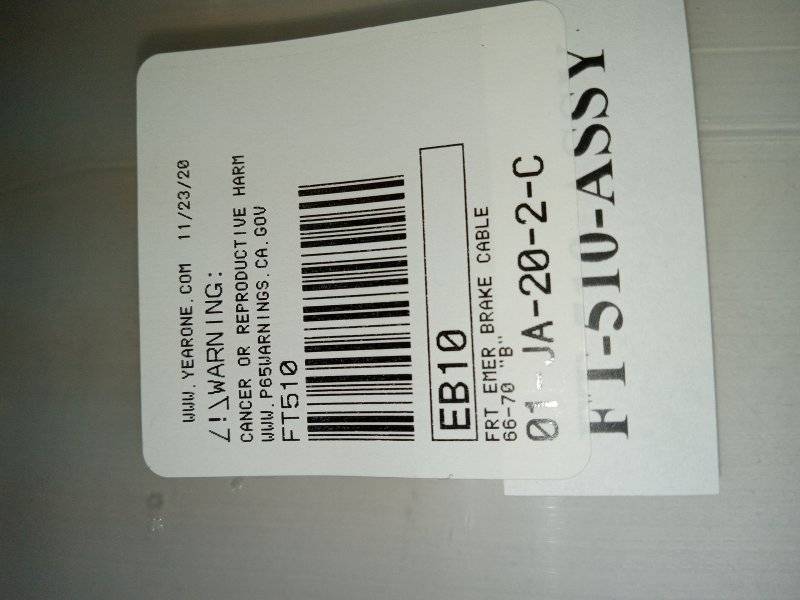 WWW.YEARONE.COM 11/23/20
/!\WARNING:
CANCER OR REPRODUCTIVE HARM
WWW.P65WARNINGS.CA.GOV
FT510
EB10
FRT EMER BRAKE CABLE
66-70 "B"
01-JA-20-2-C
FT-510-ASSY